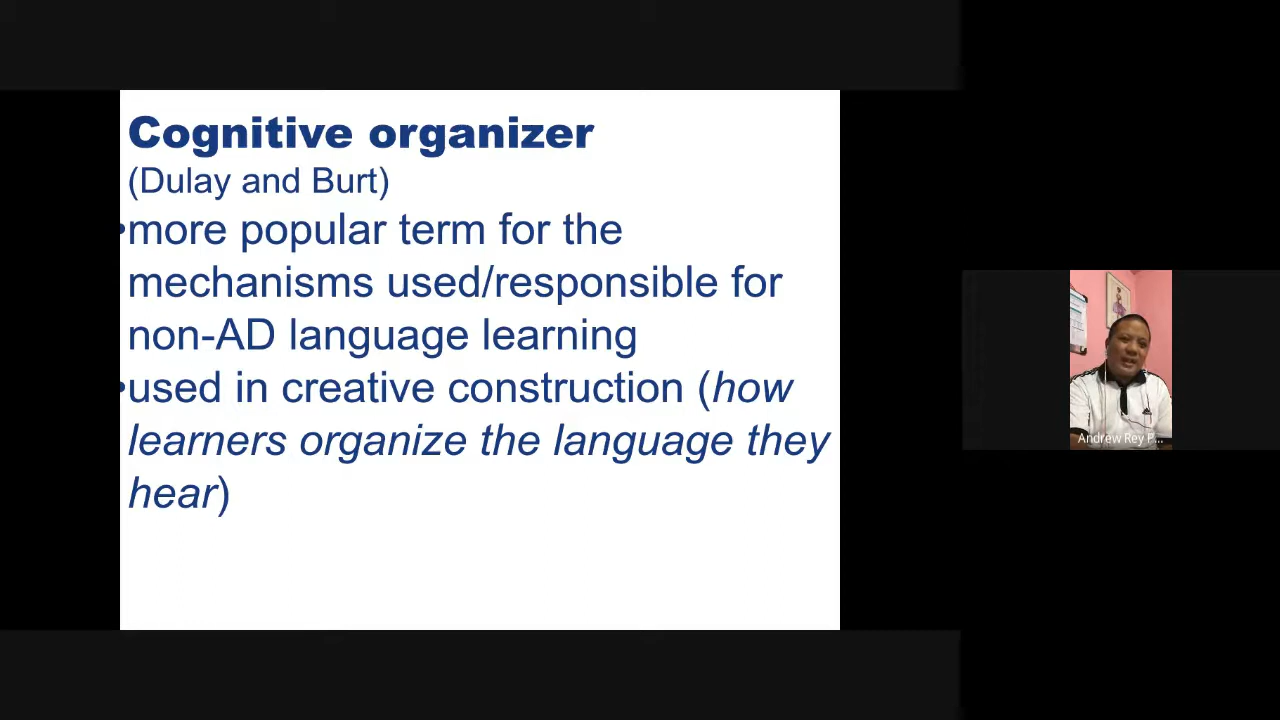 Cognitive organizer
(Dulay and Burt)
•more popular term for the
mechanisms used/responsible for
non-AD language learning
•used in creative construction (how
learners organize the language they
hear)
Andrew Rey P...